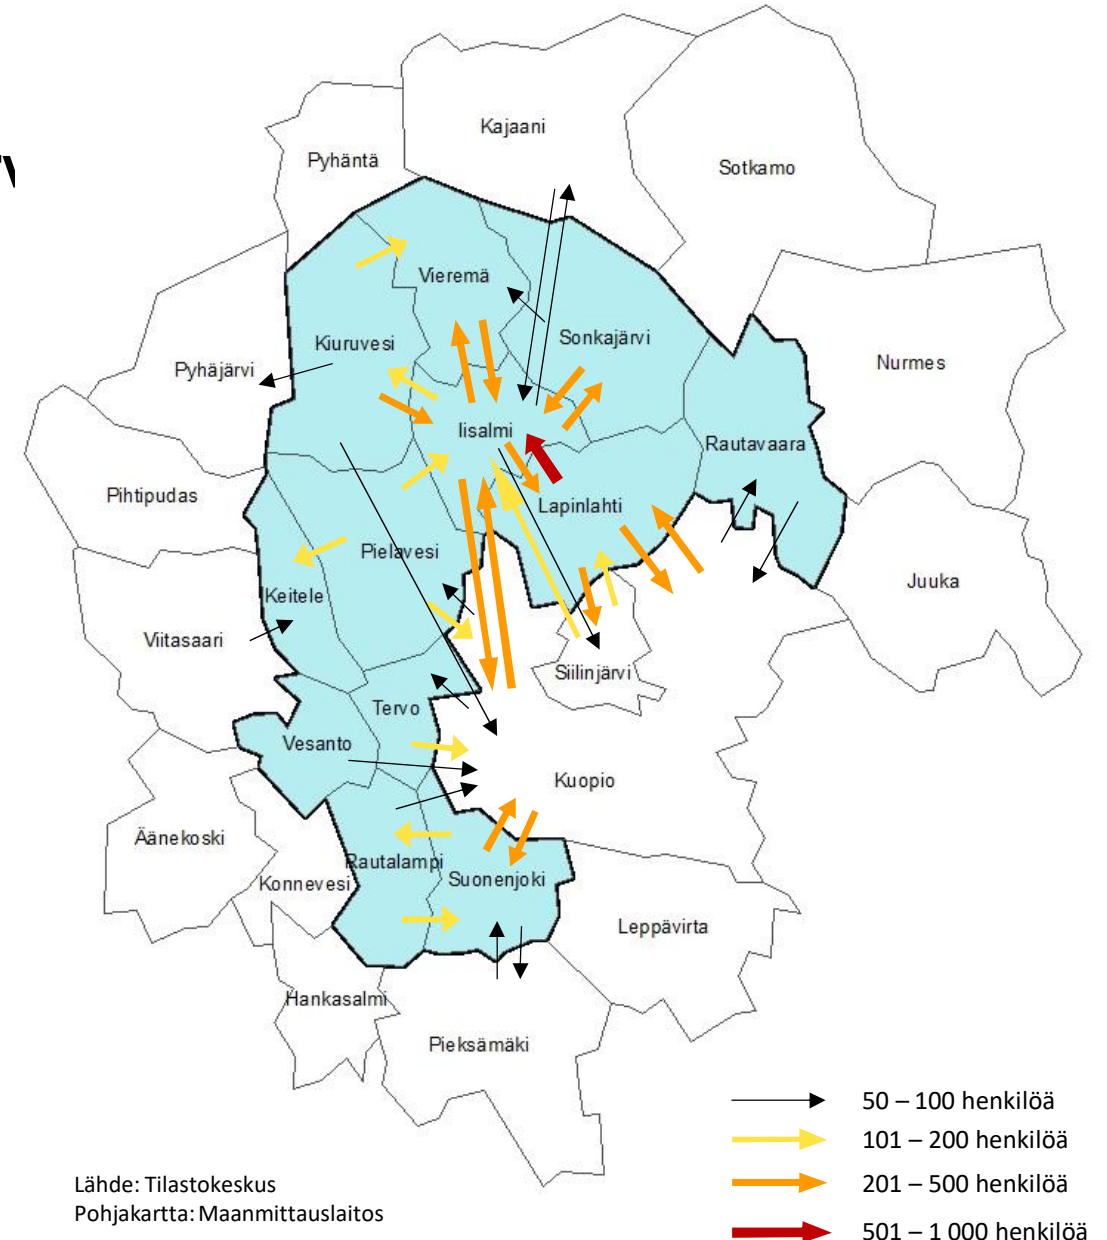 Kajaani
Pyhäntä
Sotkamo
Vieremä
Sonkajärvi
Kiuruvesi
Pyhäjärvi
Nurmes
Iisalmi
Rautavaara
Pihtipudas
Lapinlahti
Pielavesi
Juuka
Keitele
Viitasaari
Siilinjärvi
Tervo
Vesanto
Kuopio
Äänekoski
Rautalampi
Konnevesi
Suonenjoki
Leppävirta
Hankasalmi
Pieksämäki
50 – 100 henkilöä
101 – 200 henkilöä
201 – 500 henkilöä
501 – 1 000 henkilöä
Lähde: Tilastokeskus
Pohjakartta: Maanmittauslaitos